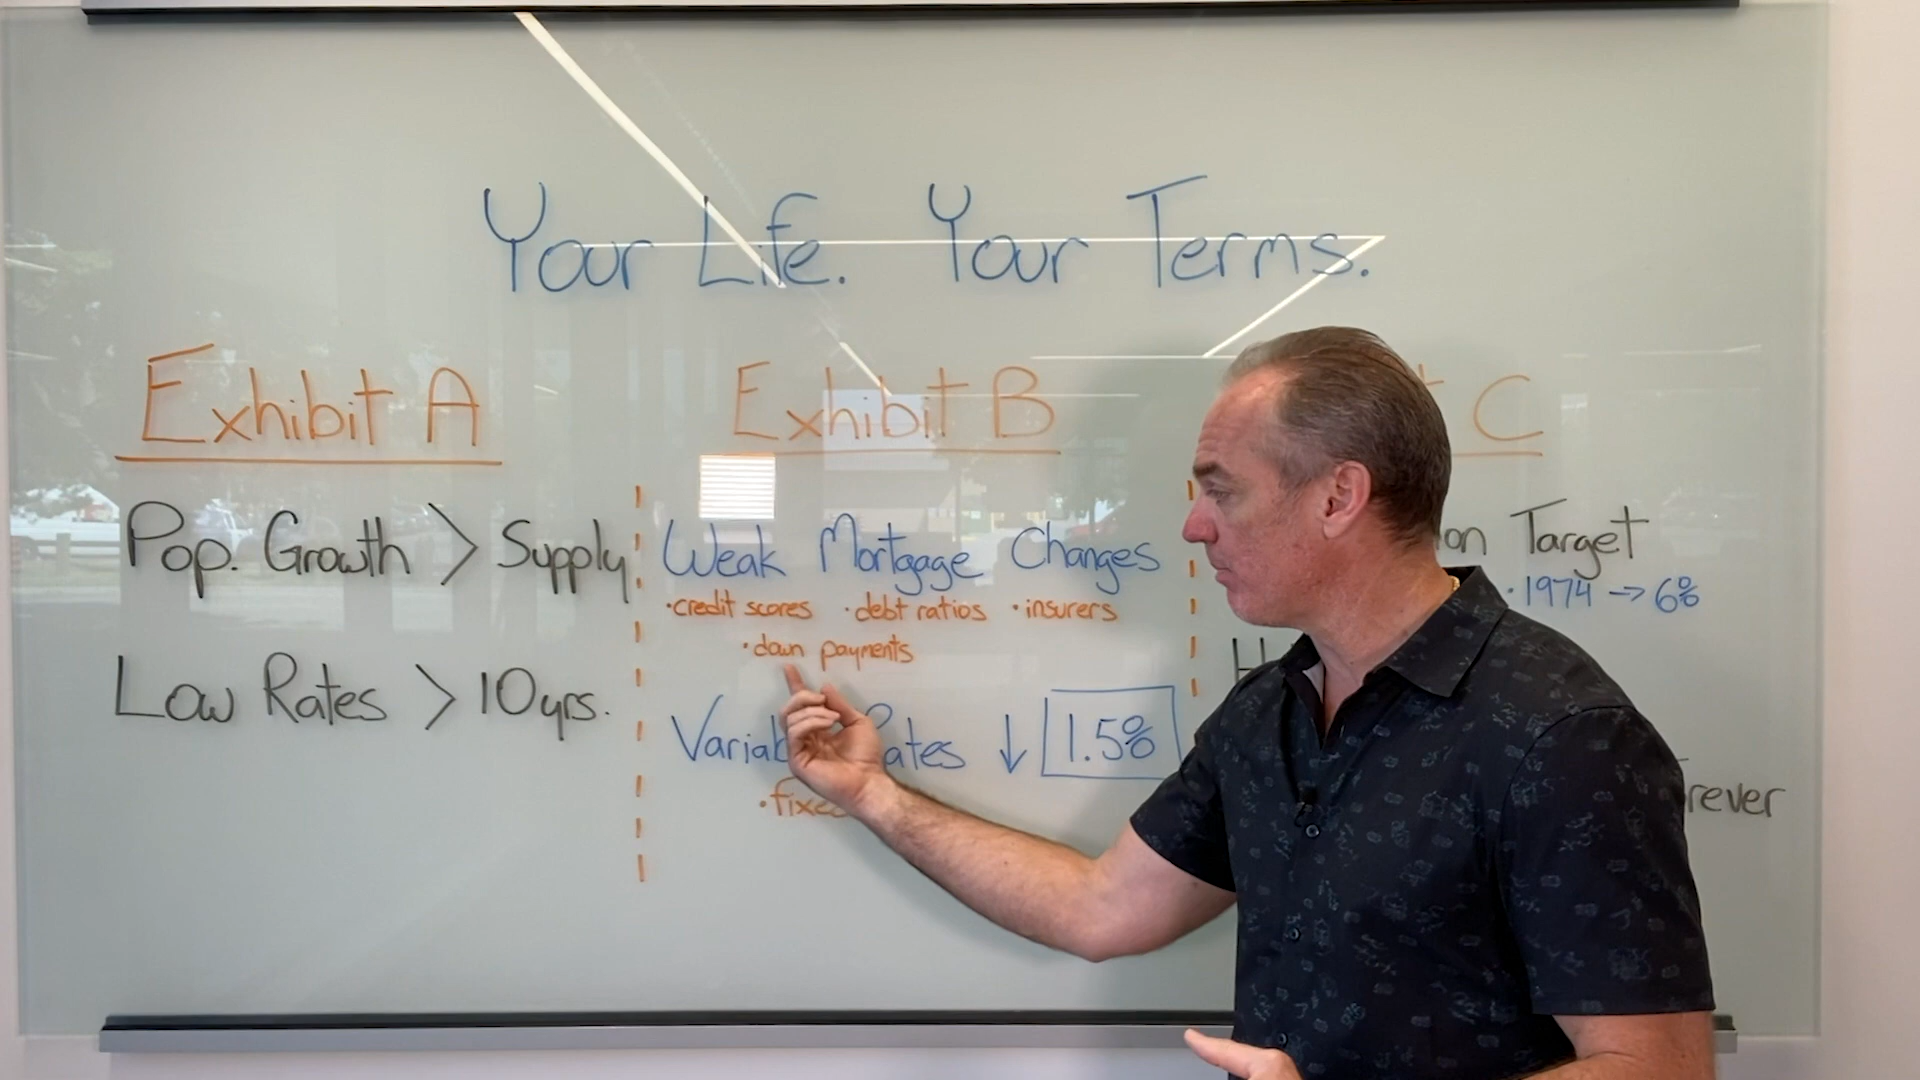 Your Life. Your Terms.
Exhibit A
Pop. Growth > Supply
Low Rates > 10yrs.
Exhibit B
Weak Mortgage Changes
·credit scores ·debt ratios ·insurers
·down payments
↓ 1.5%
C
Target
·1974 → 6%